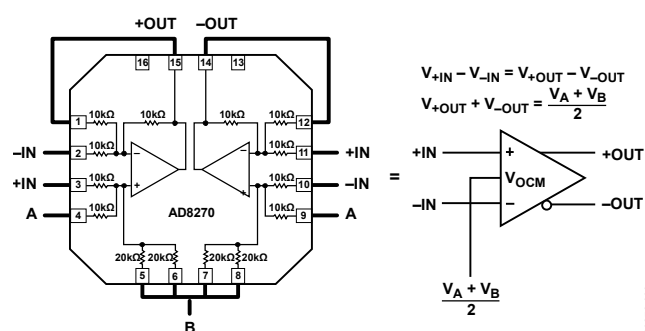 +OUT –OUT
16 15 14 13
10kΩ 10kΩ 10kΩ 10kΩ
1 12
10kΩ 10kΩ
–IN 2 – – 11 +IN
10kΩ 10kΩ
+IN 3 + + 10 –IN
10kΩ 10kΩ
A 4 AD8270 9 A
20kΩ 20kΩ 20kΩ 20kΩ
5 6 7 8
B
=
V+IN – V–IN = V+OUT – V–OUT
V+OUT + V–OUT = VA + VB
2
+IN + +OUT
VOCM
–IN – –OUT
VA + VB
2